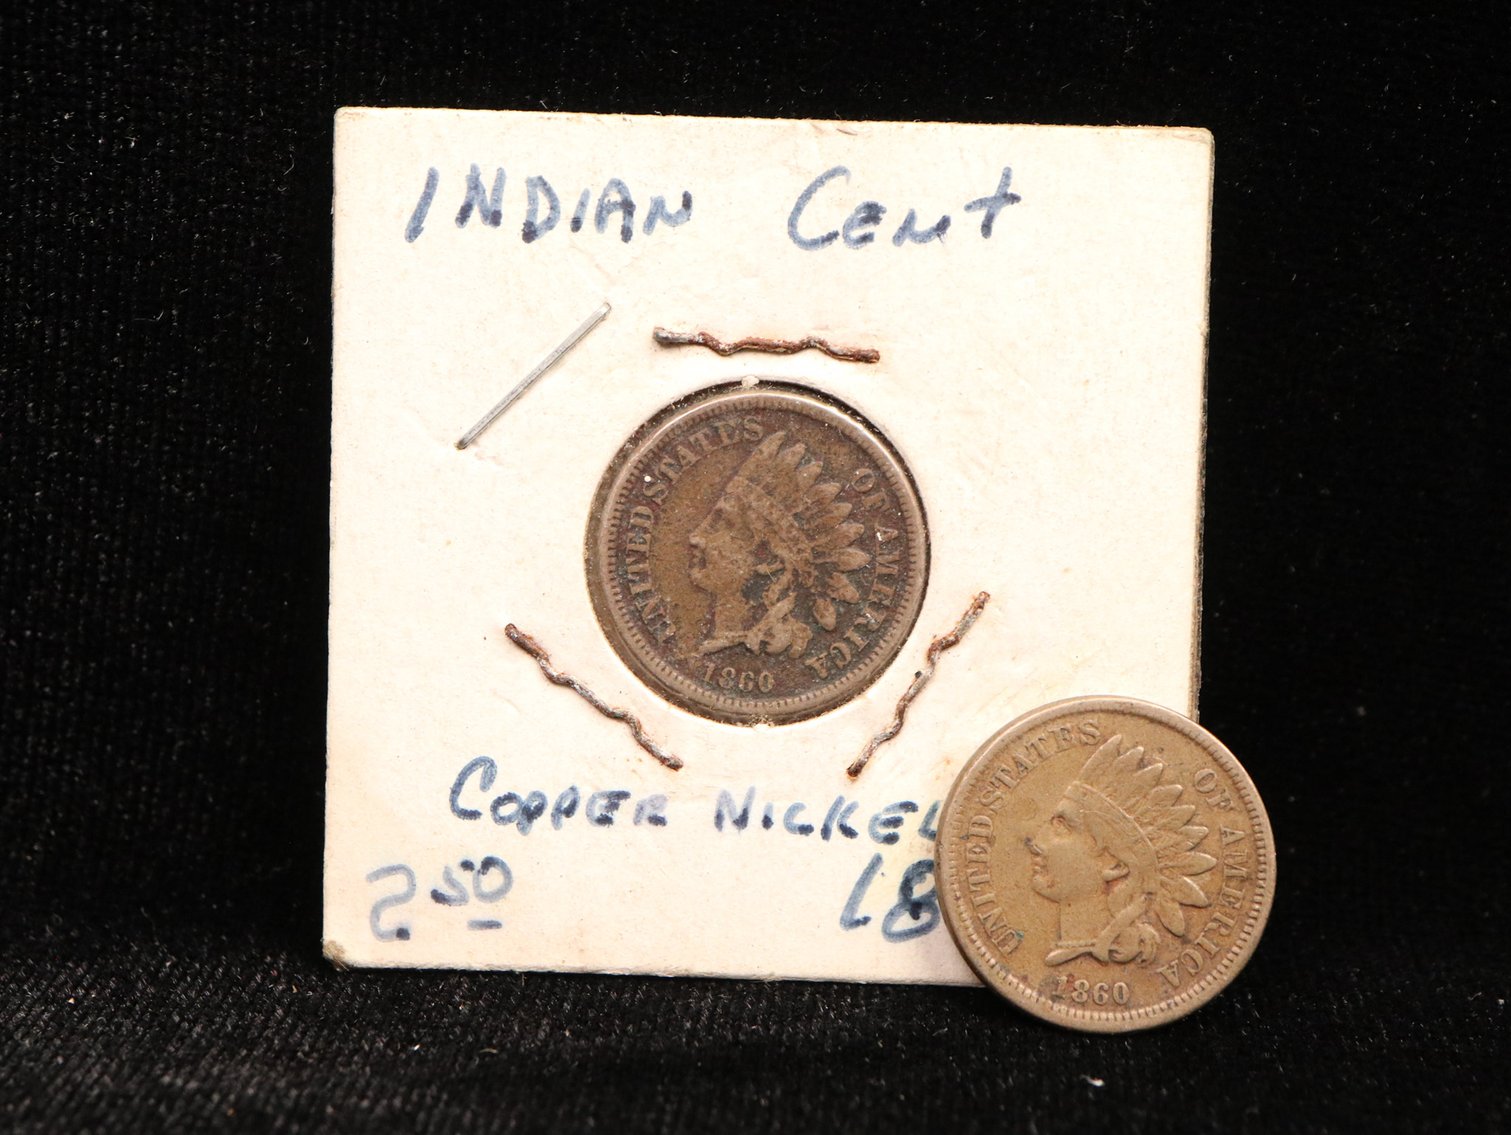 INDIAN Cent
UNITED STATES OF AMERICA
1860
COPPER NICKEL
2 50
18
UNITED STATES OF AMERICA
1860